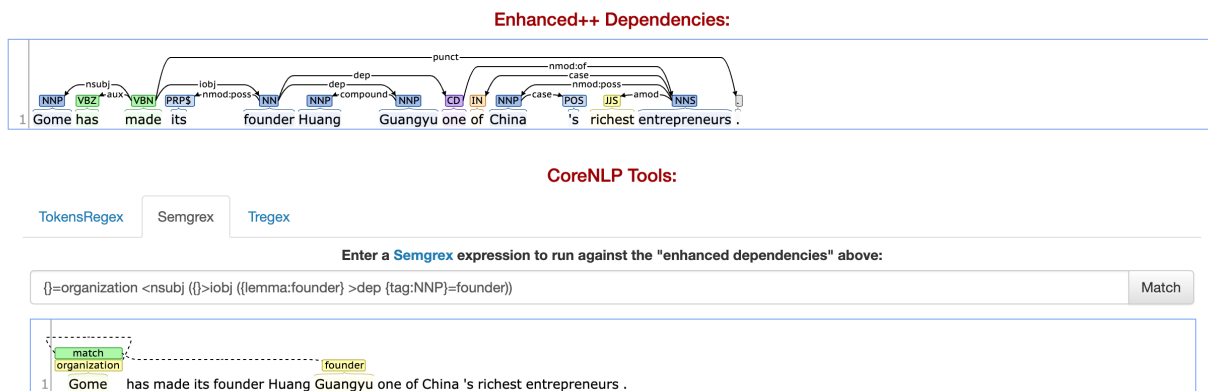 Enhanced++ Dependencies:
punct
nmod:of
dep case
nsubj iobj dep nmod:poss
NNP VBZ aux VBN PRP$ nmod:poss NN NNP compound NNP CD IN NNP case POS JJS amod NNS .
1 Gome has made its founder Huang Guangyu one of China 's richest entrepreneurs .
CoreNLP Tools:
TokensRegex Semgrex Tregex
Enter a Semgrex expression to run against the "enhanced dependencies" above:
{}=organization <nsubj ({}>iobj ({lemma:founder} >dep {tag:NNP}=founder)) Match
match
organization founder
1 Gome has made its founder Huang Guangyu one of China 's richest entrepreneurs .